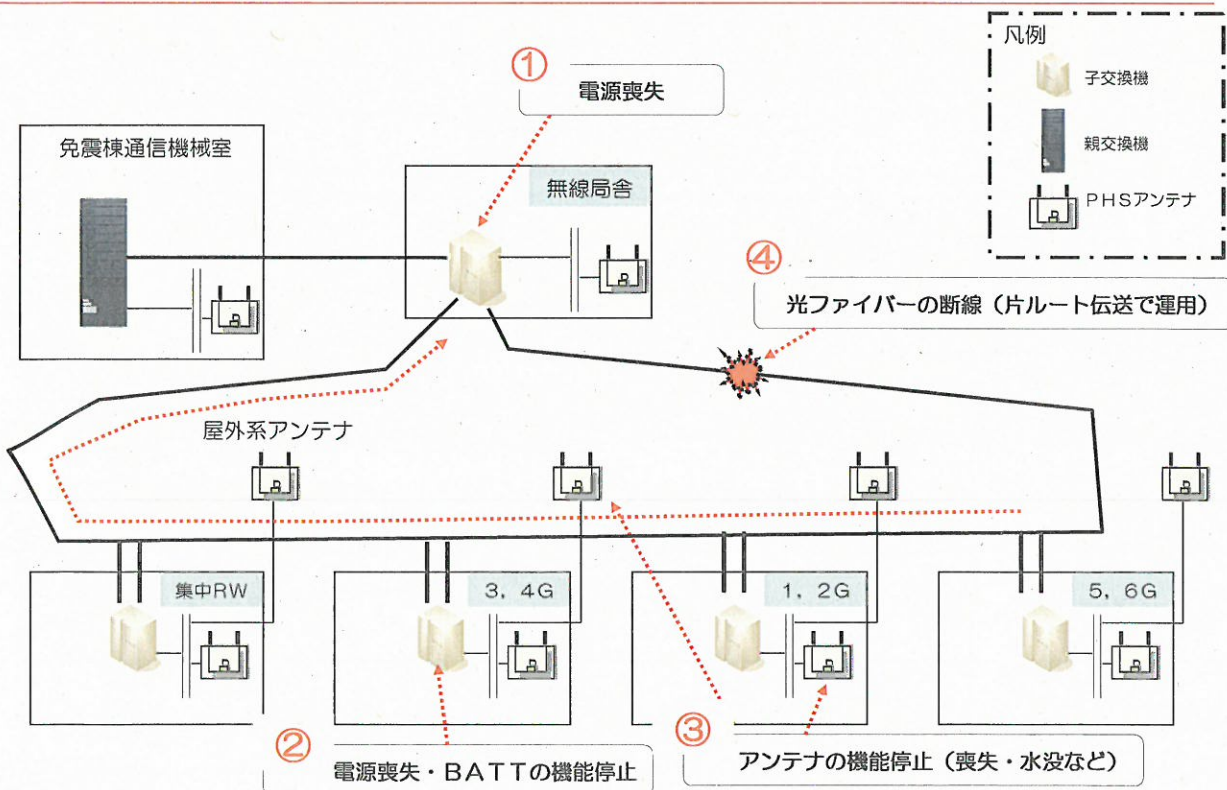 ①
電源喪失
凡例
子交換機
親交換機
PHSアンテナ
免震棟通信機械室
無線局舎
④
光ファイバーの断線（片ルート伝送で運用）
屋外系アンテナ
集中RW
3，4G
1，2G
5，6G
②
電源喪失・BATTの機能停止
③
アンテナの機能停止（喪失・水没など）